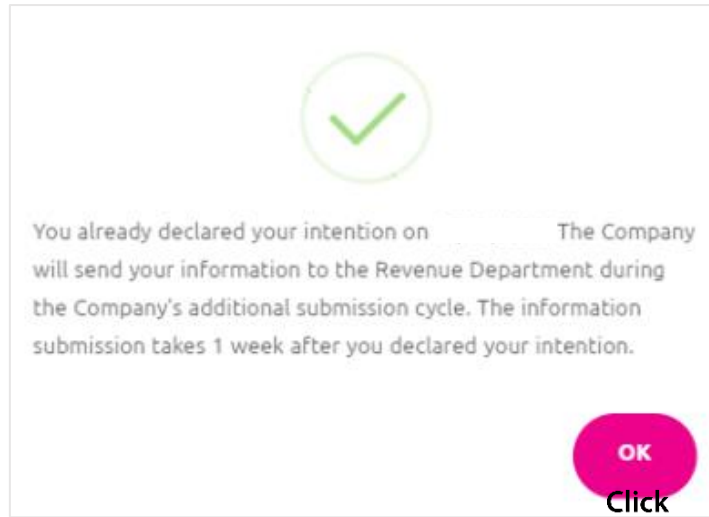 You already declared your intention on The Company
will send your information to the Revenue Department during
the Company's additional submission cycle. The information
submission takes 1 week after you declared your intention.
OK
Click